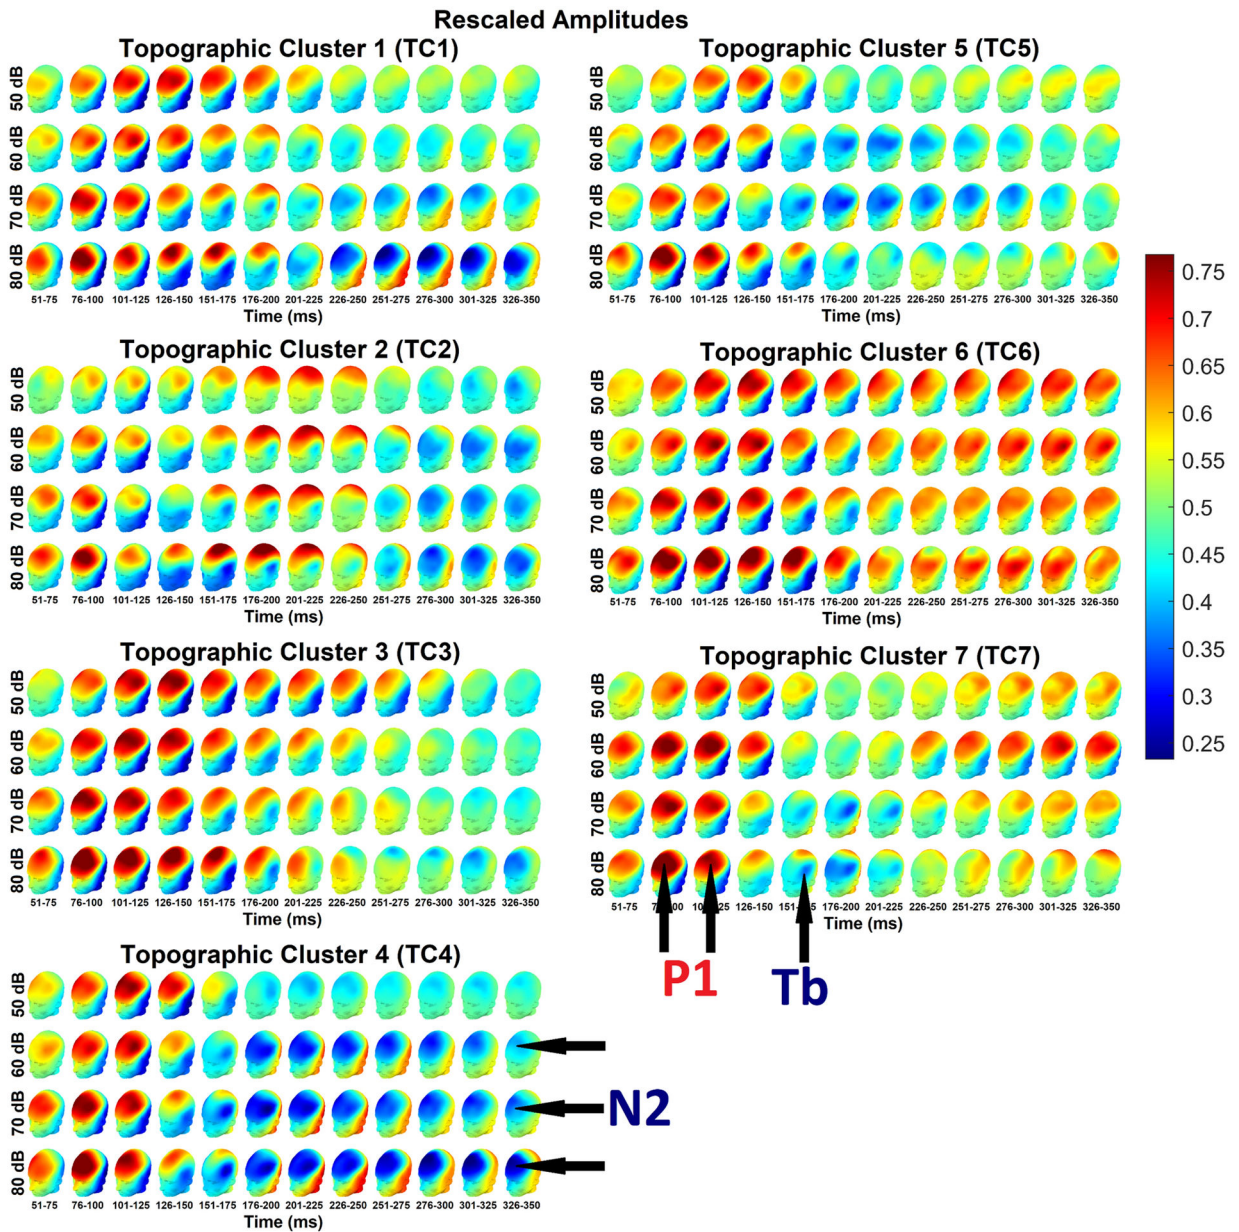 Rescaled Amplitudes
Topographic Cluster 1 (TC1)
50 dB
60 dB
70 dB
80 dB
51-75 76-100 101-125 126-150 151-175 176-200 201-225 226-250 251-275 276-300 301-325 326-350
Time (ms)
Topographic Cluster 2 (TC2)
50 dB
60 dB
70 dB
80 dB
51-75 76-100 101-125 126-150 151-175 176-200 201-225 226-250 251-275 276-300 301-325 326-350
Time (ms)
Topographic Cluster 3 (TC3)
50 dB
60 dB
70 dB
80 dB
51-75 76-100 101-125 126-150 151-175 176-200 201-225 226-250 251-275 276-300 301-325 326-350
Time (ms)
Topographic Cluster 4 (TC4)
50 dB
60 dB
70 dB
80 dB
51-75 76-100 101-125 126-150 151-175 176-200 201-225 226-250 251-275 276-300 301-325 326-350
Time (ms)
N2
Topographic Cluster 5 (TC5)
50 dB
60 dB
70 dB
80 dB
51-75 76-100 101-125 126-150 151-175 176-200 201-225 226-250 251-275 276-300 301-325 326-350
Time (ms)
Topographic Cluster 6 (TC6)
50 dB
60 dB
70 dB
80 dB
51-75 76-100 101-125 126-150 151-175 176-200 201-225 226-250 251-275 276-300 301-325 326-350
Time (ms)
Topographic Cluster 7 (TC7)
50 dB
60 dB
70 dB
80 dB
51-75 126-150 176-200 201-225 226-250 251-275 276-300 301-325 326-350
Time (ms)
P1
Tb
0.75
0.7
0.65
0.6
0.55
0.5
0.45
0.4
0.35
0.3
0.25